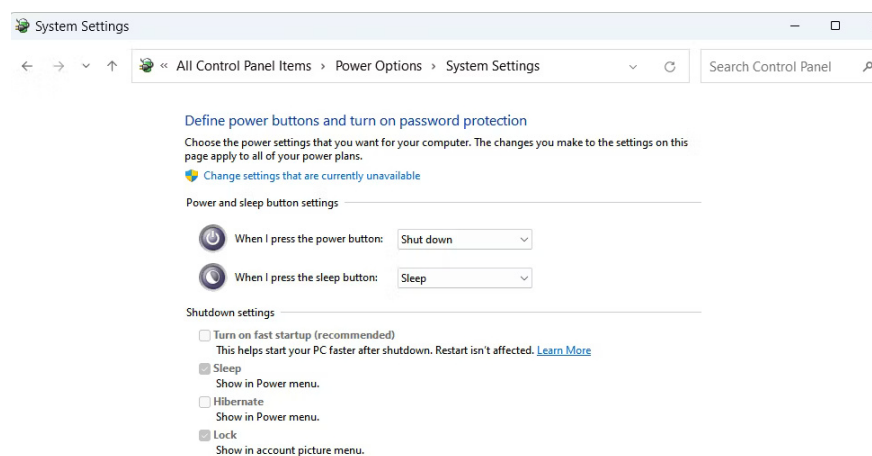 System Settings
« All Control Panel Items › Power Options › System Settings
Search Control Panel
Define power buttons and turn on password protection
Choose the power settings that you want for your computer. The changes you make to the settings on this
page apply to all of your power plans.
Change settings that are currently unavailable
Power and sleep button settings
When I press the power button: Shut down
When I press the sleep button: Sleep
Shutdown settings
Turn on fast startup (recommended)
This helps start your PC faster after shutdown. Restart isn't affected. Learn More
Sleep
Show in Power menu.
Hibernate
Show in Power menu.
Lock
Show in account picture menu.